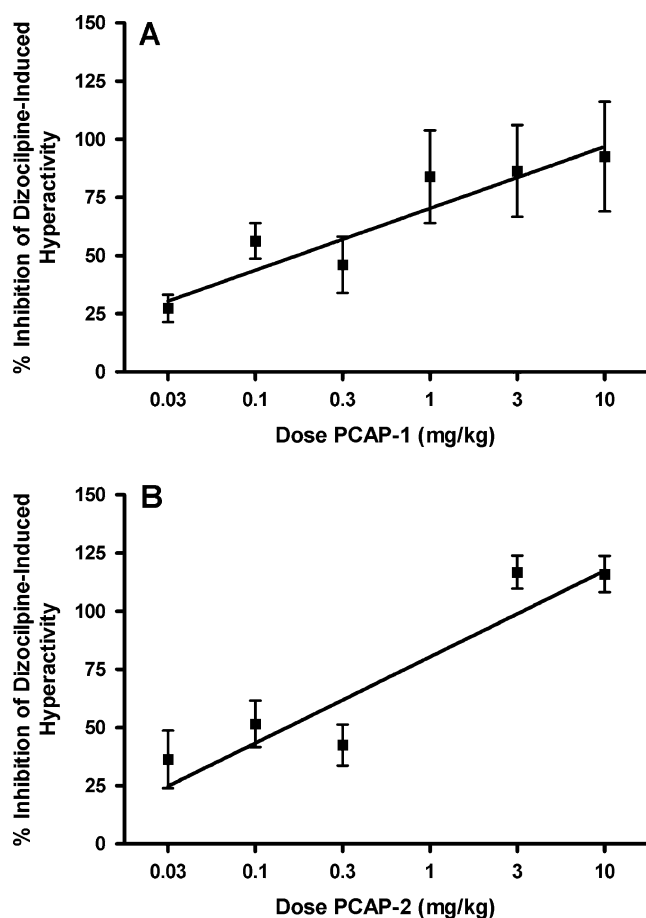 A
% Inhibition of Dizocilpine-Induced
Hyperactivity
150
125
100
75
50
25
0
0.03 0.1 0.3 1 3 10
Dose PCAP-1 (mg/kg)
B
% Inhibition of Dizocilpine-Induced
Hyperactivity
150
125
100
75
50
25
0
0.03 0.1 0.3 1 3 10
Dose PCAP-2 (mg/kg)